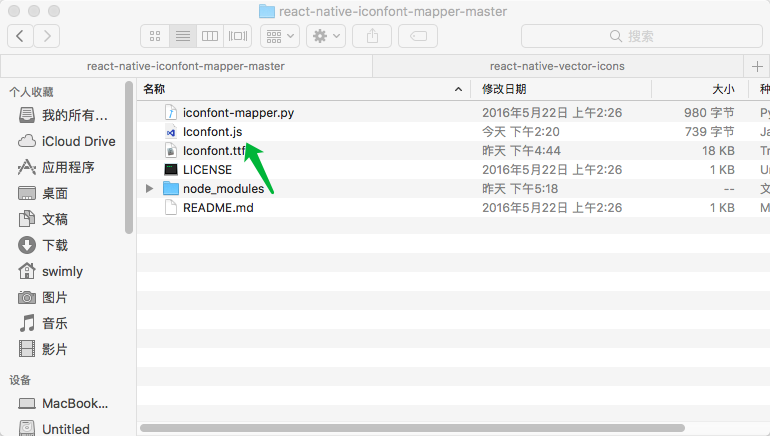 react-native-iconfont-mapper-master
搜索
react-native-iconfont-mapper-master react-native-vector-icons
个人收藏
我的所有…
iCloud Drive
应用程序
桌面
文稿
下载
swimly
图片
音乐
影片
设备
MacBook…
Untitled
名称 修改日期 大小 种
iconfont-mapper.py 2016年5月22日 上午2:26 980 字节 Py
Iconfont.js 今天 下午2:20 739 字节 Ja
Iconfont.ttf 昨天 下午4:44 18 KB Tr
LICENSE 2016年5月22日 上午2:26 1 KB Un
node_modules 昨天 下午5:18 -- 文
README.md 2016年5月22日 上午2:26 1 KB M